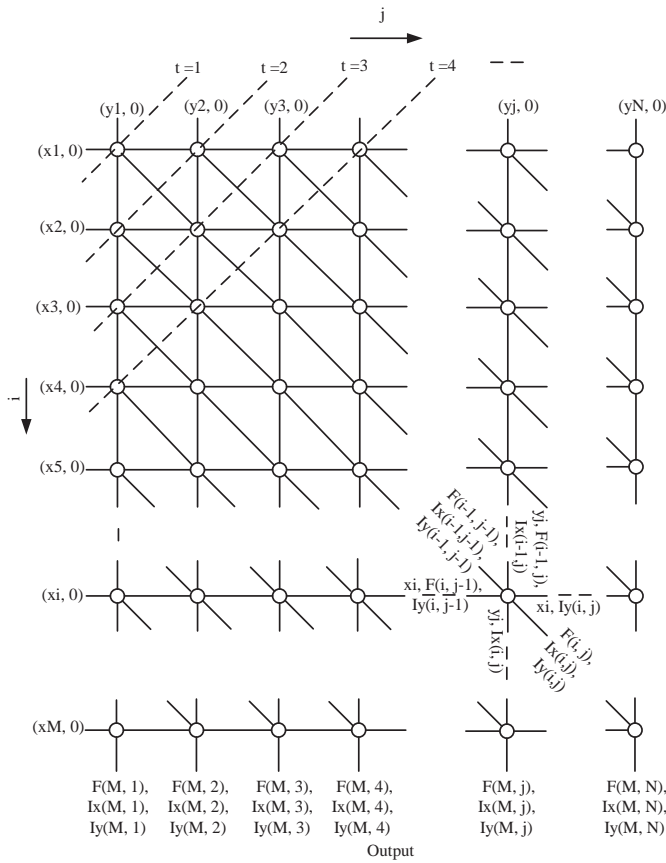 j
t =1
t =2
t =3
t =4
(y1, 0)
(y2, 0)
(y3, 0)
(yj, 0)
(yN, 0)
(x1, 0)
(x2, 0)
(x3, 0)
i
(x4, 0)
(x5, 0)
F(i-1, j-1),
Ix(i-1,j-1),
Iy(i-1, j-1)
yj, F(i-1, j),
Ix(i-1,j)
(xi, 0)
xi, F(i, j-1),
Iy(i, j-1)
xi, Iy(i, j)
yj, Ix(i, j)
F(i, j),
Ix(i,j),
Iy(i,j)
(xM, 0)
F(M, 1),
Ix(M, 1),
Iy(M, 1)
F(M, 2),
Ix(M, 2),
Iy(M, 2)
F(M, 3),
Ix(M, 3),
Iy(M, 3)
F(M, 4),
Ix(M, 4),
Iy(M, 4)
F(M, j),
Ix(M, j),
Iy(M, j)
F(M, N),
Ix(M, N),
Iy(M, N)
Output